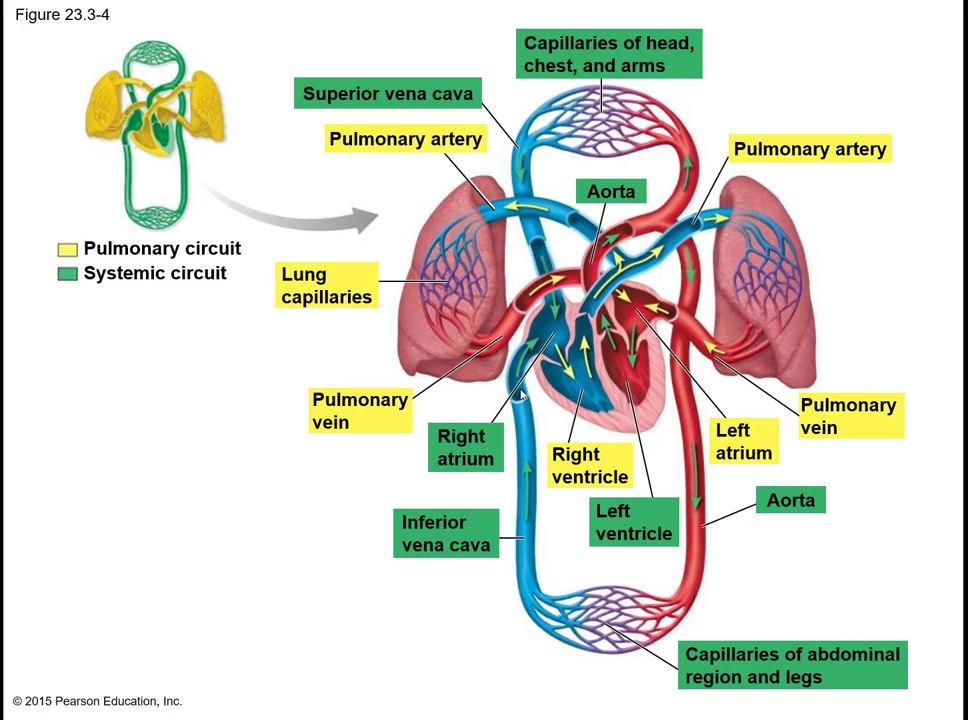 Figure 23.3-4
Capillaries of head,
chest, and arms
Superior vena cava
Pulmonary artery
Pulmonary artery
Aorta
Pulmonary circuit
Systemic circuit
Lung
capillaries
Pulmonary
vein
Pulmonary
vein
Right
atrium
Right
ventricle
Left
atrium
Left
ventricle
Aorta
Inferior
vena cava
Capillaries of abdominal
region and legs
© 2015 Pearson Education, Inc.